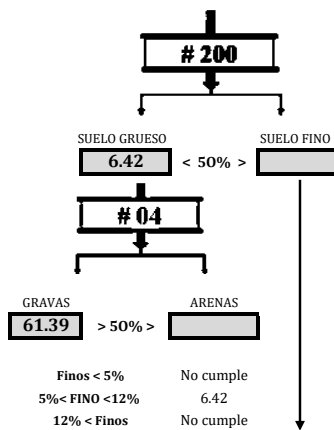 # 200
SUELO GRUESO SUELO FINO
6.42 < 50% >
# 04
GRAVAS ARENAS
61.39 > 50% >
Finos < 5% No cumple
5%< FINO <12% 6.42
12% < Finos No cumple